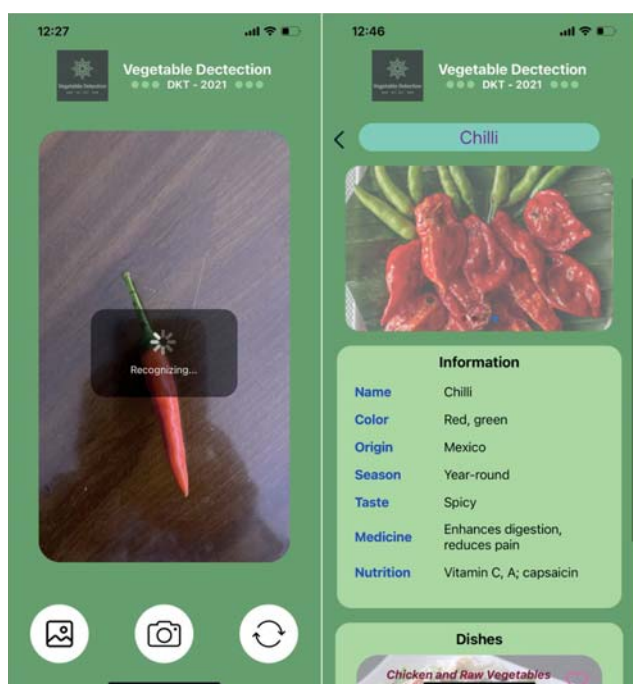 12:27
Vegetable Dectection
DKT - 2021
Recognizing...
12:46
Vegetable Dectection
DKT - 2021
Chilli
Information
Name Chilli
Color Red, green
Origin Mexico
Season Year-round
Taste Spicy
Medicine Enhances digestion,
reduces pain
Nutrition Vitamin C, A; capsaicin
Dishes
Chicken and Raw Vegetables